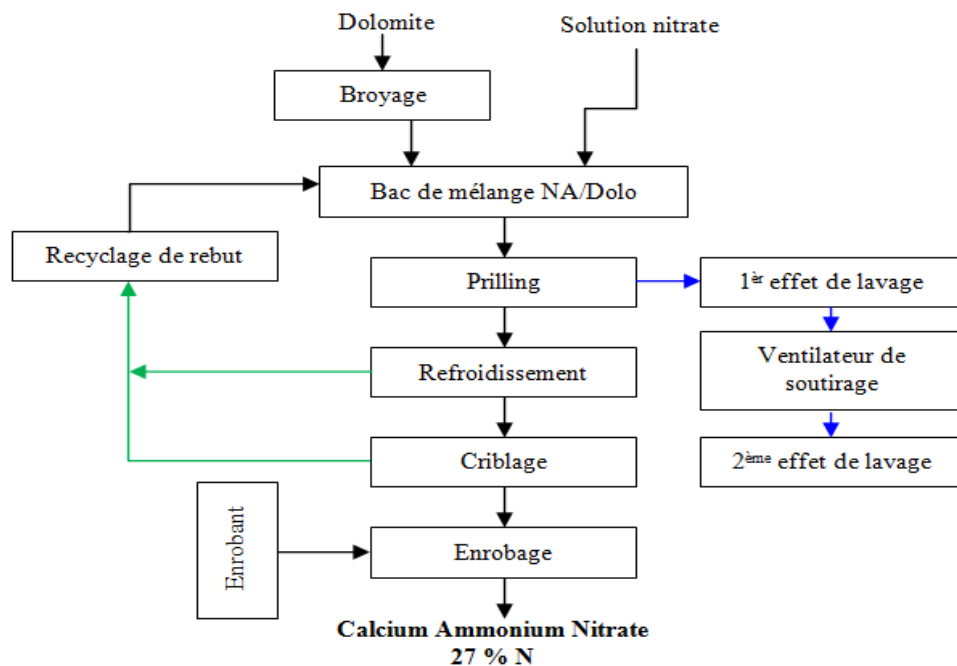 Dolomite
Solution nitrate
Broyage
Bac de mélange NA/Dolo
Recyclage de rebut
Prilling
1èr effet de lavage
Refroidissement
Ventilateur de
soutirage
Criblage
2ème effet de lavage
Enrobant
Enrobage
Calcium Ammonium Nitrate
27 % N